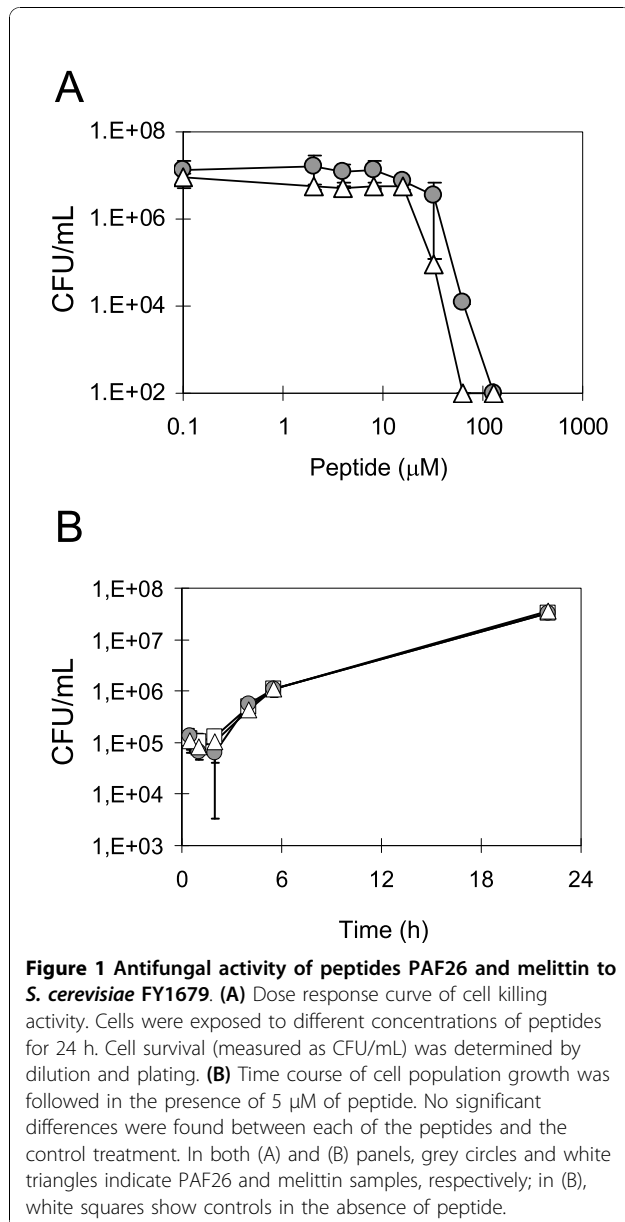 A
1.E+08
1.E+06
1.E+04
1.E+02
CFU/mL
0.1 1 10 100 1000
Peptide (μM)
B
1,E+08
1,E+07
1,E+06
1,E+05
1,E+04
1,E+03
CFU/mL
0 6 12 18 24
Time (h)
Figure 1 Antifungal activity of peptides PAF26 and melittin to
S. cerevisiae FY1679. (A) Dose response curve of cell killing
activity. Cells were exposed to different concentrations of peptides
for 24 h. Cell survival (measured as CFU/mL) was determined by
dilution and plating. (B) Time course of cell population growth was
followed in the presence of 5 μM of peptide. No significant
differences were found between each of the peptides and the
control treatment. In both (A) and (B) panels, grey circles and white
triangles indicate PAF26 and melittin samples, respectively; in (B),
white squares show controls in the absence of peptide.